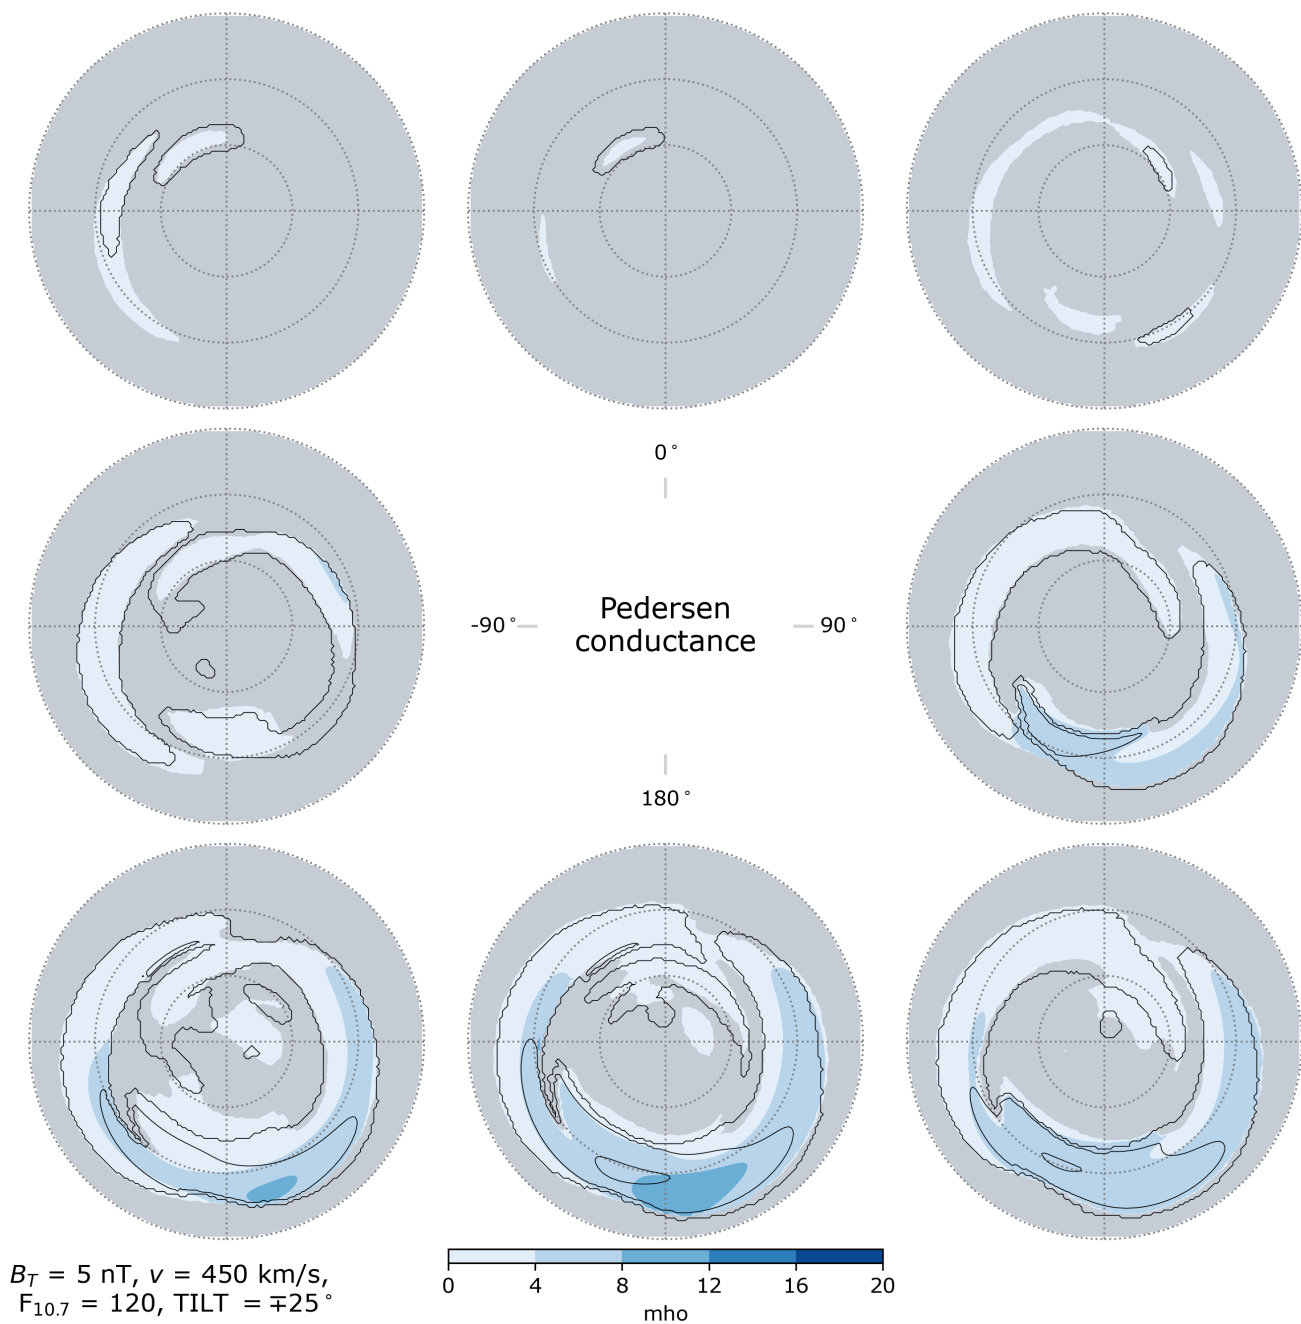 0°
Pedersen
-90° conductance 90°
180°
0 4 8 12 16 20
mho
B_T = 5 nT, v = 450 km/s,
F_10.7 = 120, TILT = ∓25°